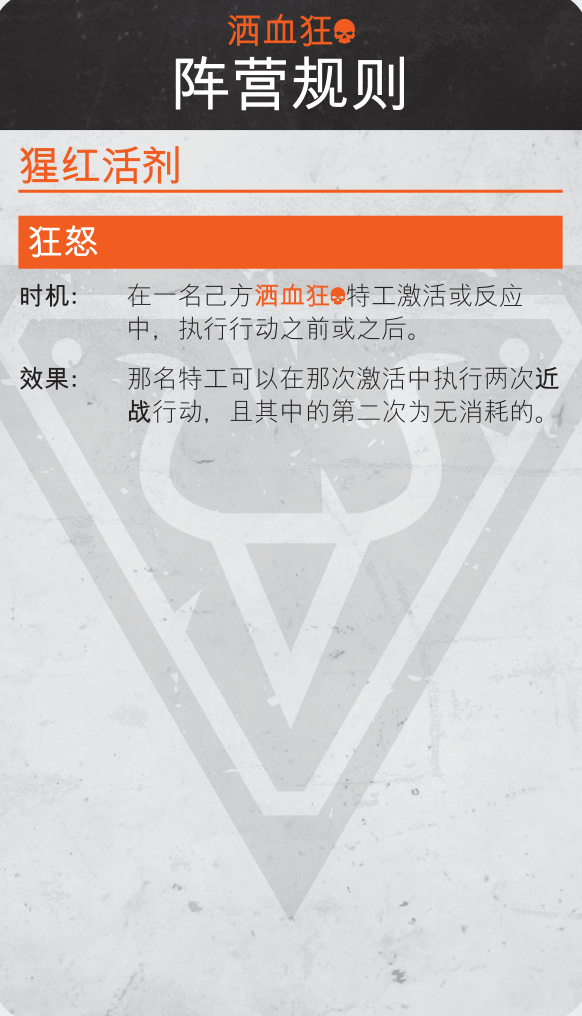 洒血狂
阵营规则
猩红活剂
狂怒
时机: 在一名己方洒血狂特工激活或反应
中，执行行动之前或之后。
效果: 那名特工可以在那次激活中执行两次近
战行动，且其中的第二次为无消耗的。